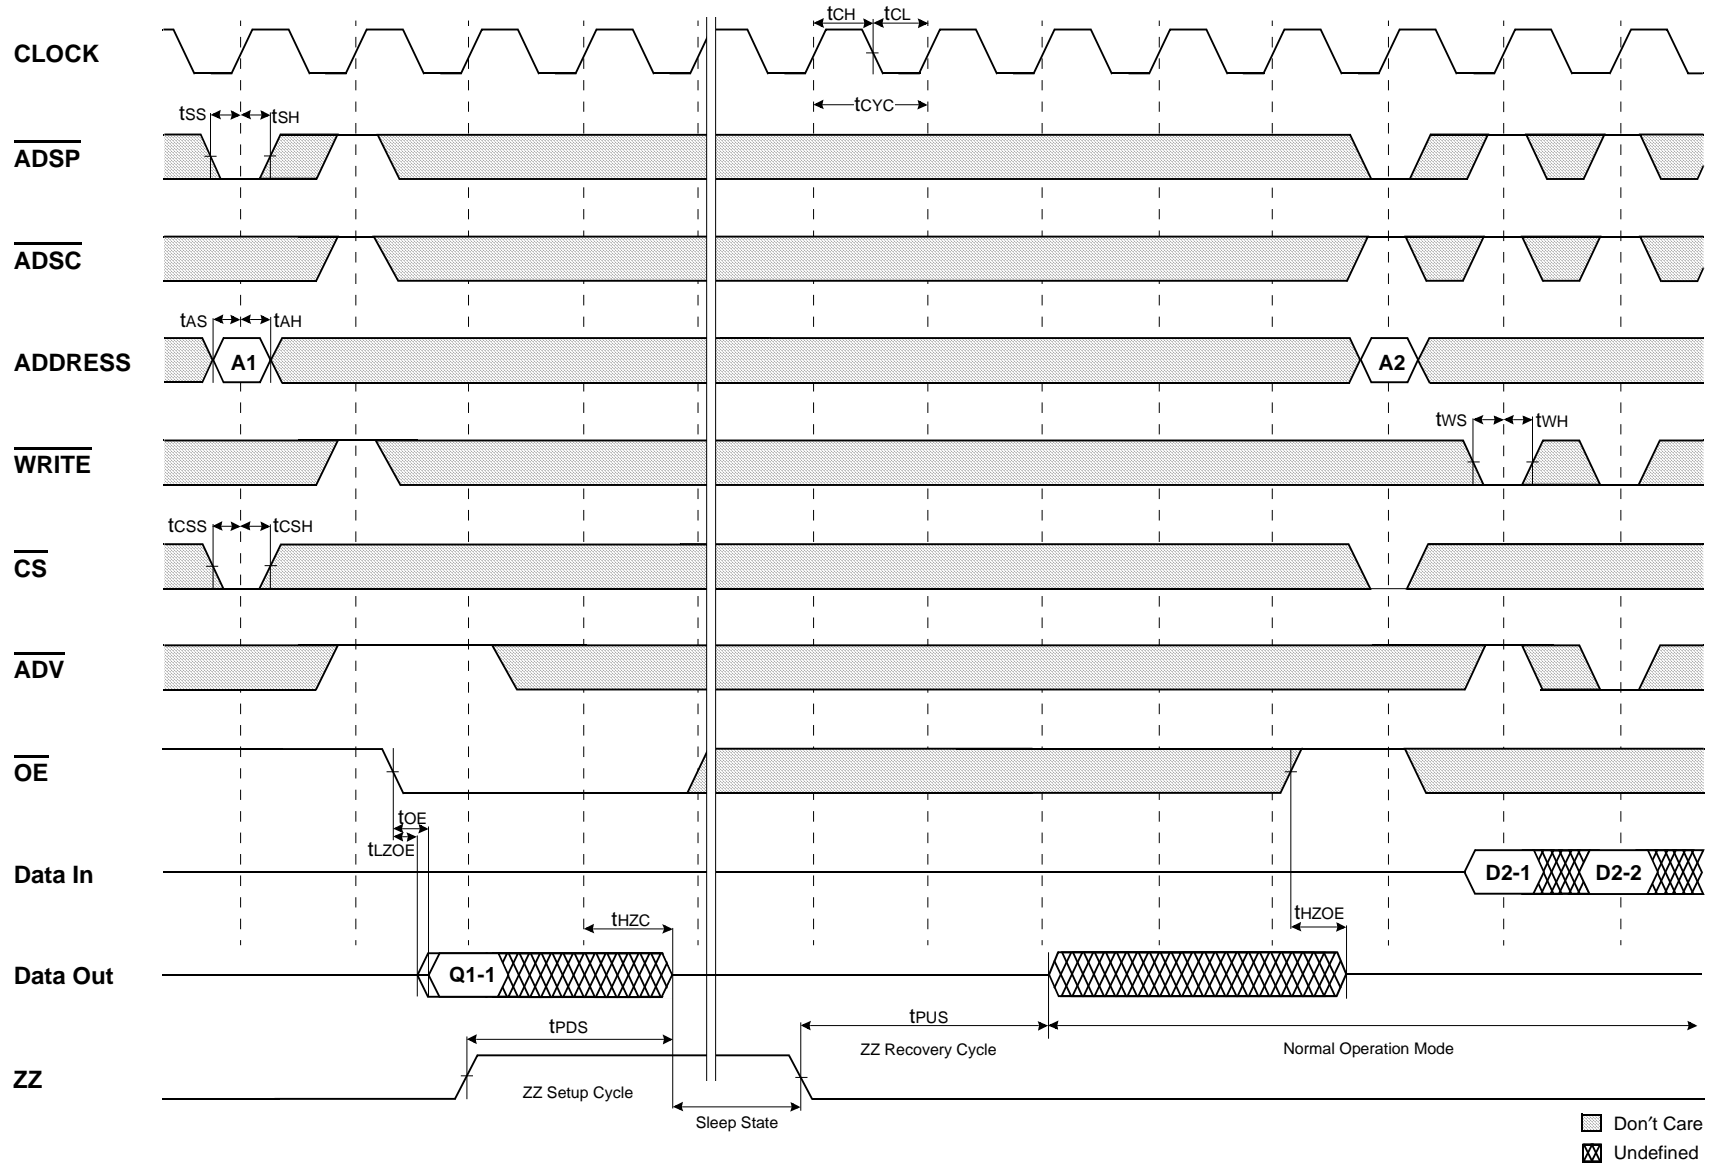 tCH tCL
CLOCK
tCYC
tSS tSH
ADSP
ADSC
tAS tAH
ADDRESS A1 A2
tWS tWH
WRITE
tCSS tCSH
CS
ADV
OE
tOE
tLZOE
Data In D2-1 D2-2
tHZC tHZOE
Data Out Q1-1
tPDS tPUS
ZZ Recovery Cycle Normal Operation Mode
ZZ
ZZ Setup Cycle
Sleep State
Don′t Care
Undefined